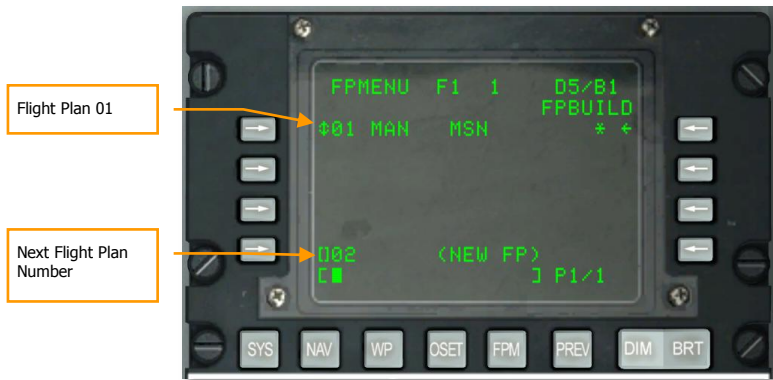 Flight Plan 01
Next Flight Plan
Number
FPMENU F1 1 D5/B1
FPBUILD
↕01 MAN MSN * ←
[]02 (NEW FP)
[█ ] P1/1
SYS NAV WP OSET FPM PREV DIM BRT